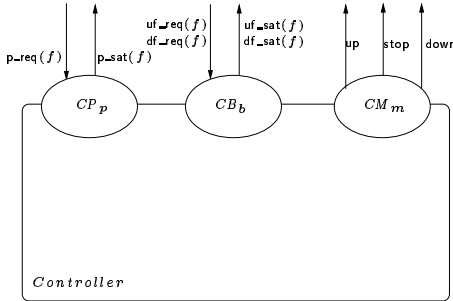 uf_req(f) uf_sat(f)
df_req(f) df_sat(f)
up stop down
p_req(f) p_sat(f)
CP_p CB_b CM_m
Controller